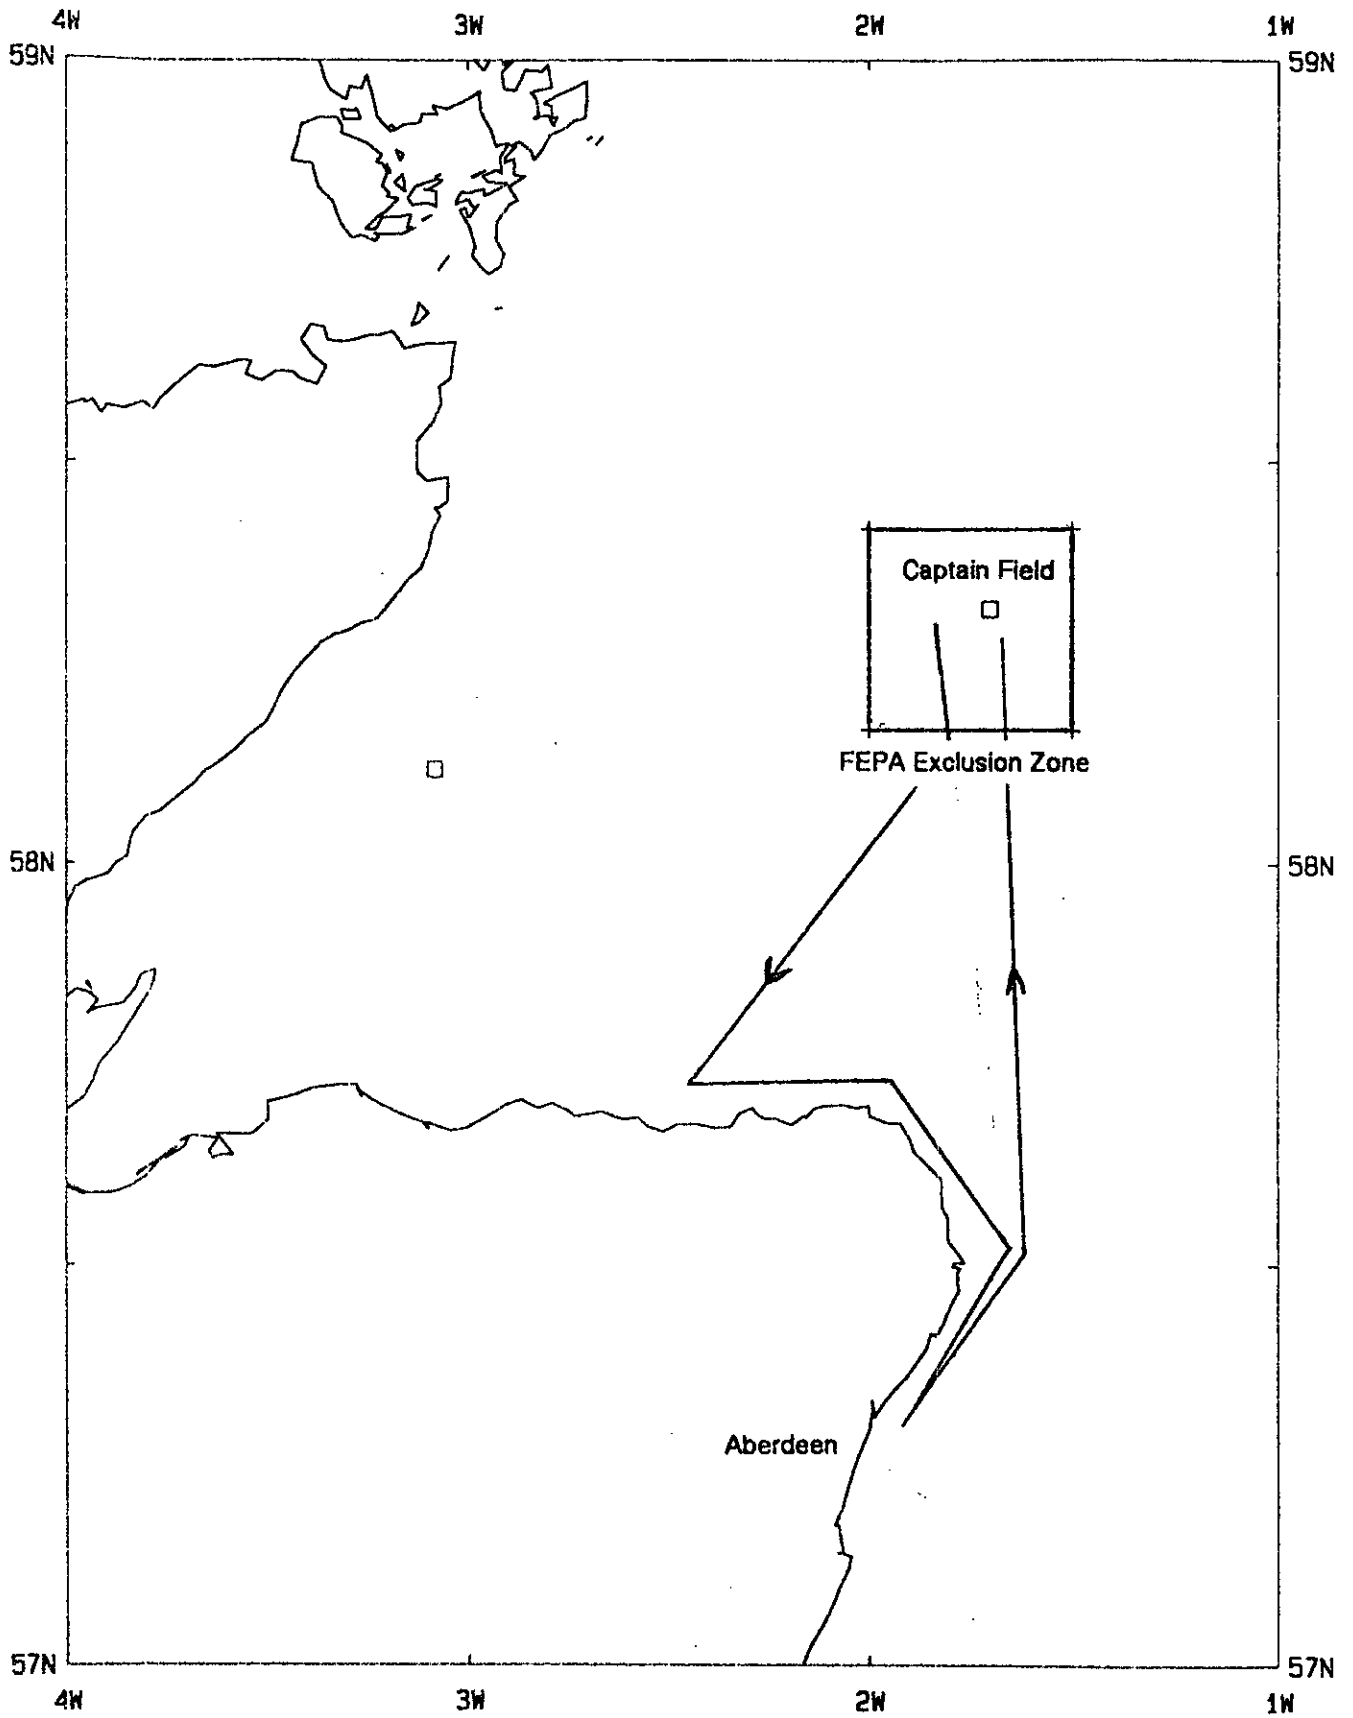 4W 3W 2W 1W
59N 59N
Captain Field
FEPA Exclusion Zone
58N 58N
Aberdeen
57N 57N
4W 3W 2W 1W